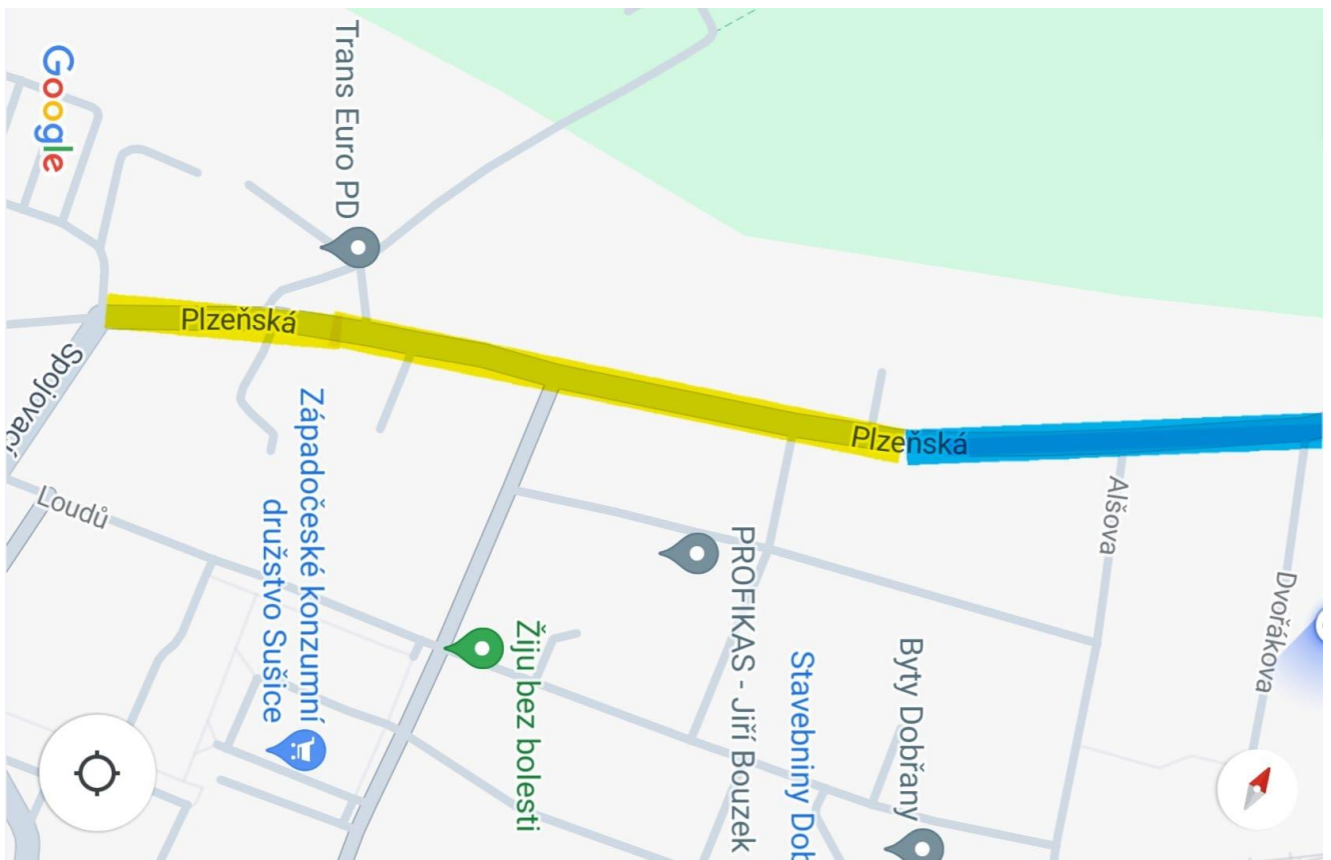 Google
Trans Euro PD
Plzeňská
Spojovací
Západočeské konzumní
družstvo Sušice
Loudů
Plzeňská
PROFIKAS - Jiří Bouzek
Žiju bez bolesti
Alšova
Dvořákova
Byty Dobřany
Stavebniny Dob